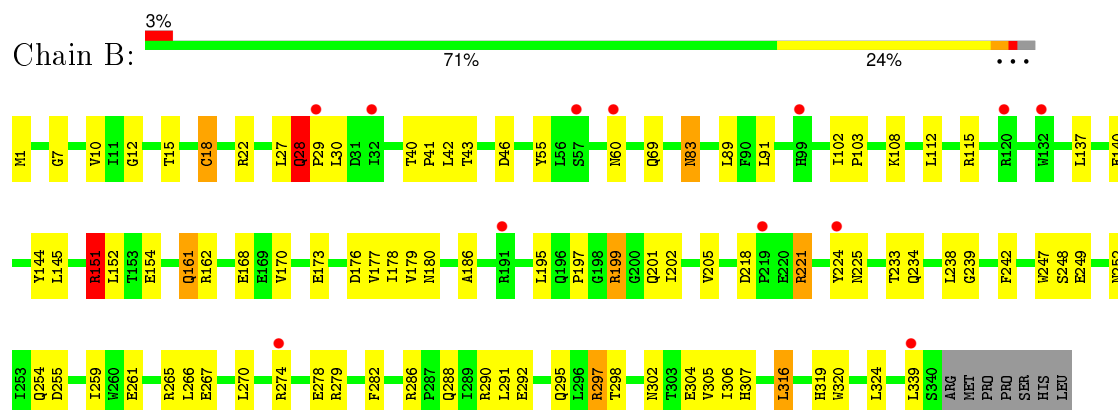 3%
Chain B:
71% 24%
M1 G7 V10 I11 G12 T15 C18 R22 L27 Q28 P29 L30 D31 I32 T40 P41 L42 T43 D46 Y55 L56 S57 N60 Q69 N83 L89 F90 L91 H99 I102 P103 K108 L112 R115 R120 W132 L137
Y144 L145 R151 L152 T153 E154 Q161 R162 E168 E169 V170 E173 D176 V177 I178 V179 N180 A186 R191 L195 Q196 P197 G198 R199 G200 Q201 I202 V205 D218 P219 E220 R221 Y224 N225 T233 Q234 L238 G239 F242 W247 S248 E249
I253 Q254 D255 I259 W260 E261 R265 L266 E267 L270 R274 E278 R279 F282 R286 P287 Q288 I289 R290 L291 E292 Q295 L296 R297 T298 N302 T303 E304 V305 I306 H307 L316 H319 W320 L324 L339 S340 ARG MET PRO PRO SER HIS LEU